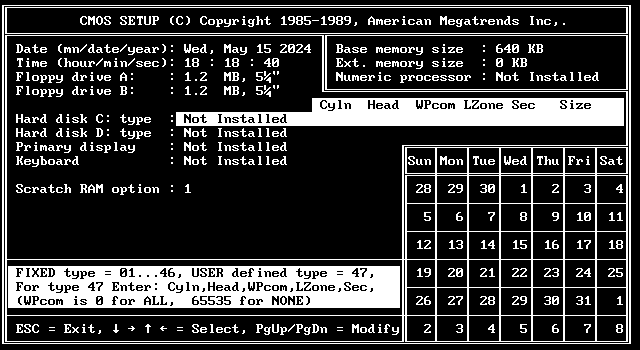 CMOS SETUP (C) Copyright 1985-1989, American Megatrends Inc,.
Date (mn/date/year): Wed, May 15 2024
Time (hour/min/sec): 18 : 18 : 40
Floppy drive A: : 1.2 MB, 5¼"
Floppy drive B: : 1.2 MB, 5¼"
Base memory size : 640 KB
Ext. memory size : 0 KB
Numeric processor : Not Installed
Cyln Head WPcom LZone Sec Size
Hard disk C: type : Not Installed
Hard disk D: type : Not Installed
Primary display : Not Installed
Keyboard : Not Installed
Scratch RAM option : 1
Sun Mon Tue Wed Thu Fri Sat
28 29 30 1 2 3 4
5 6 7 8 9 10 11
12 13 14 15 16 17 18
19 20 21 22 23 24 25
26 27 28 29 30 31 1
2 3 4 5 6 7 8
FIXED type = 01...46, USER defined type = 47,
For type 47 Enter: Cyln,Head,WPcom,LZone,Sec,
(WPcom is 0 for ALL, 65535 for NONE)
ESC = Exit, ↓ → ↑ ← = Select, PgUp/PgDn = Modify